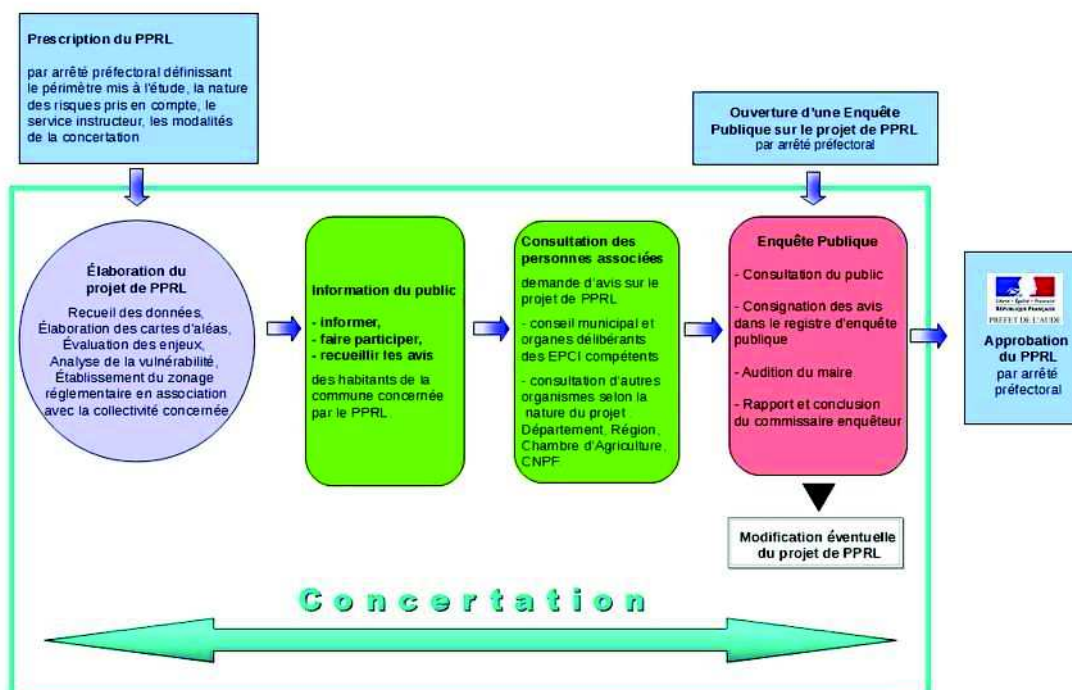 Prescription du PPRL
par arrêté préfectoral définissant
le périmètre mis à l'étude, la nature
des risques pris en compte, le
service instructeur, les modalités
de la concertation
Ouverture d'une Enquête
Publique sur le projet de PPRL
par arrêté préfectoral
Élaboration du
projet de PPRL
Recueil des données,
Élaboration des cartes d'aléas,
Évaluation des enjeux,
Analyse de la vulnérabilité,
Établissement du zonage
réglementaire en association
avec la collectivité concernée
Information du public
- informer,
- faire participer,
- recueillir les avis
des habitants de la
commune concernée
par le PPRL
Consultation des
personnes associées
demande d'avis sur le
projet de PPRL
- conseil municipal et
organes délibérants
des EPCI compétents
- consultation d'autres
organismes selon la
nature du projet
Département, Région,
Chambre d'Agriculture,
CNPF
Enquête Publique
- Consultation du public
- Consignation des avis
dans le registre d'enquête
publique
- Audition du maire
- Rapport et conclusion
du commissaire enquêteur
Modification éventuelle
du projet de PPRL
Liberté • Égalité • Fraternité
RÉPUBLIQUE FRANÇAISE
PRÉFET DE L'AUDE
Approbation
du PPRL
par arrêté
préfectoral
Concertation